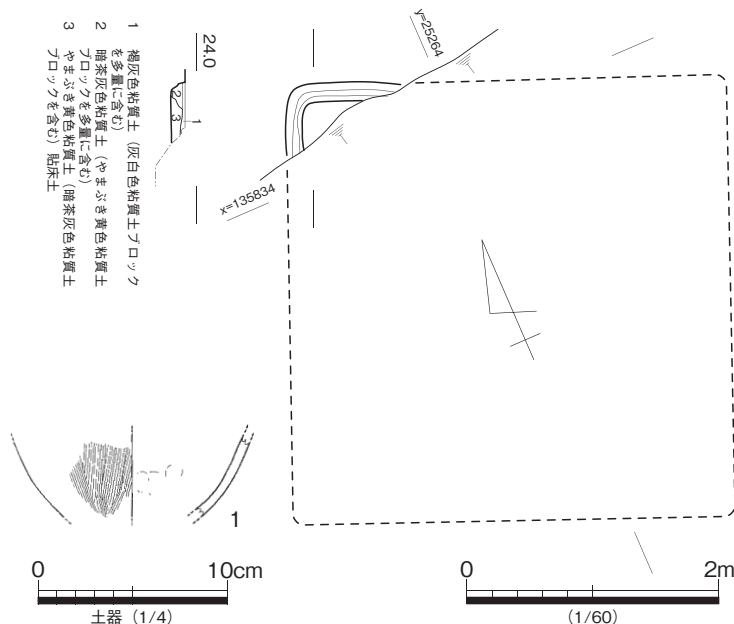 1　褐灰色粘質土（灰白色粘質土ブロック
を多量に含む）
2　暗茶灰色粘質土（やまぶき黄色粘質土
ブロックを多量に含む）
3　やまぶき黄色粘質土（暗茶灰色粘質土
ブロックを含む）貼床土
24.0
2
3
1
y=25264
x=135834
1
0 10cm
土器（1/4）
0 2m
(1/60)